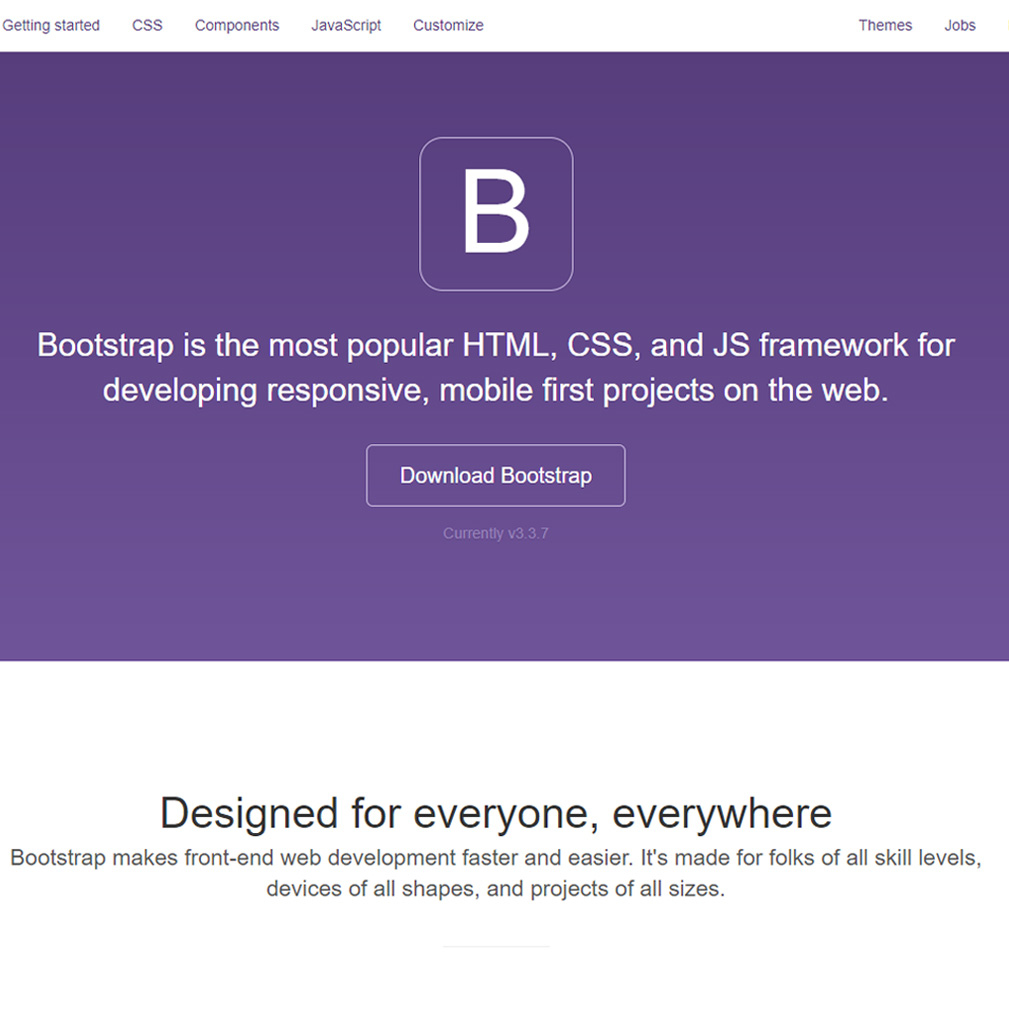 Getting started CSS Components JavaScript Customize Themes Jobs
B
Bootstrap is the most popular HTML, CSS, and JS framework for
developing responsive, mobile first projects on the web.
Download Bootstrap
Currently v3.3.7
Designed for everyone, everywhere
Bootstrap makes front-end web development faster and easier. It's made for folks of all skill levels,
devices of all shapes, and projects of all sizes.